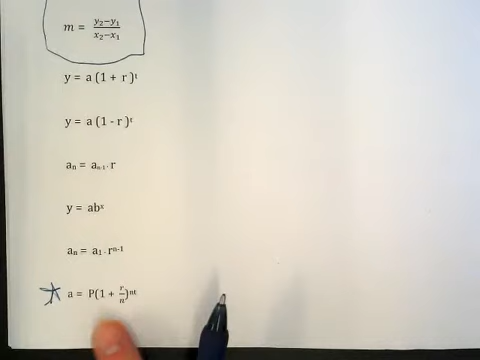 m = y₂−y₁ / x₂−x₁
y = a (1 + r)ᵗ
y = a (1 - r)ᵗ
aₙ = aₙ₋₁ · r
y = abˣ
aₙ = a₁ · rⁿ⁻¹
a = P(1 + r/n)ⁿᵗ